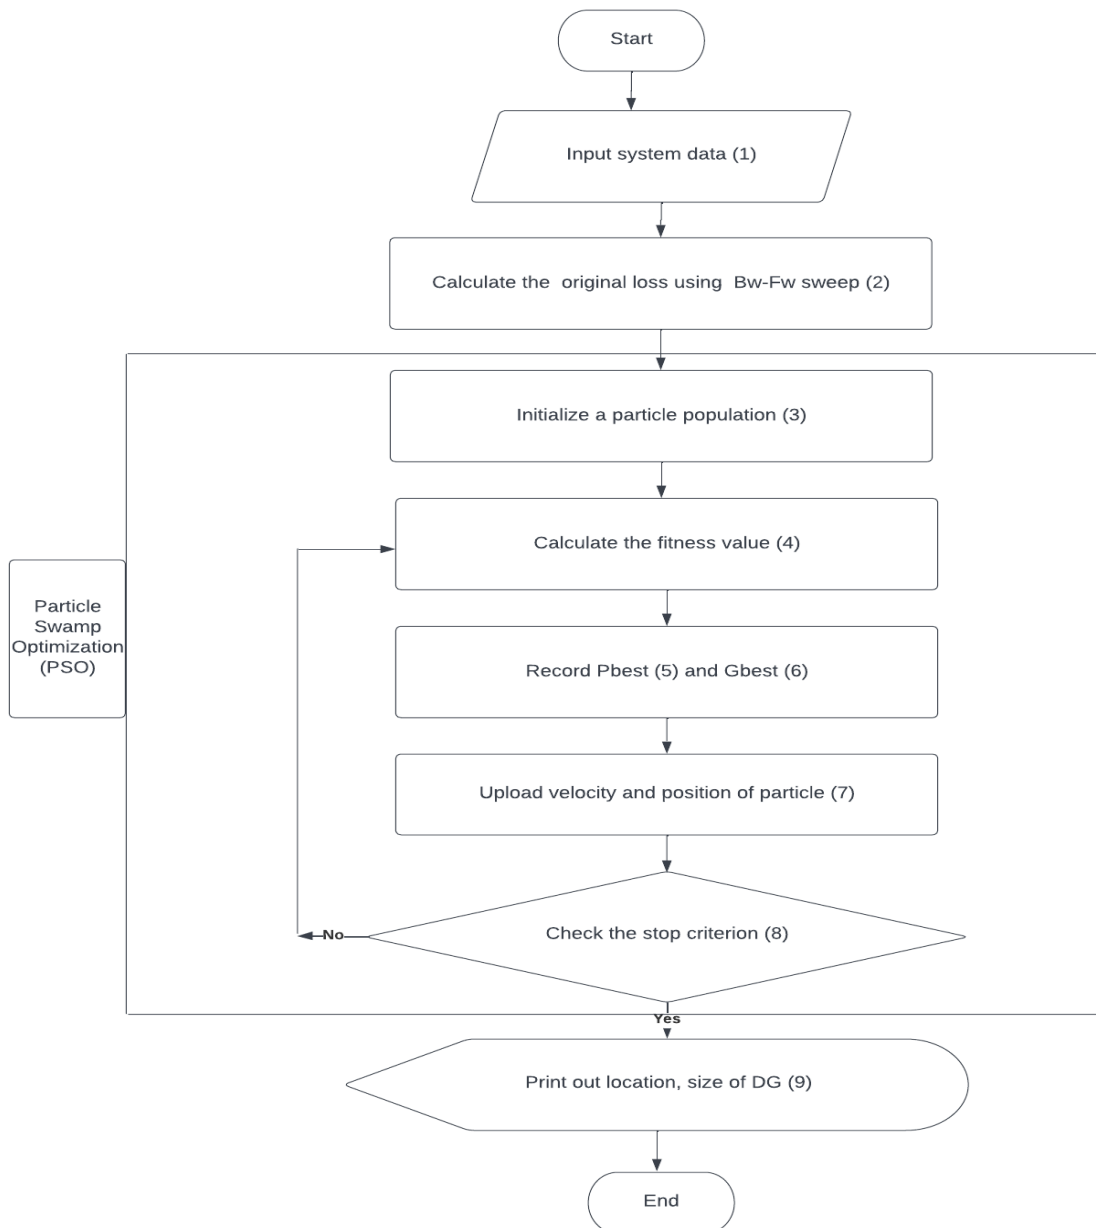 Start
Input system data (1)
Calculate the  original loss using  Bw-Fw sweep (2)
Initialize a particle population (3)
Calculate the fitness value (4)
Particle
Swamp
Optimization
(PSO)
Record Pbest (5) and Gbest (6)
Upload velocity and position of particle (7)
Check the stop criterion (8)
No
Yes
Print out location, size of DG (9)
End